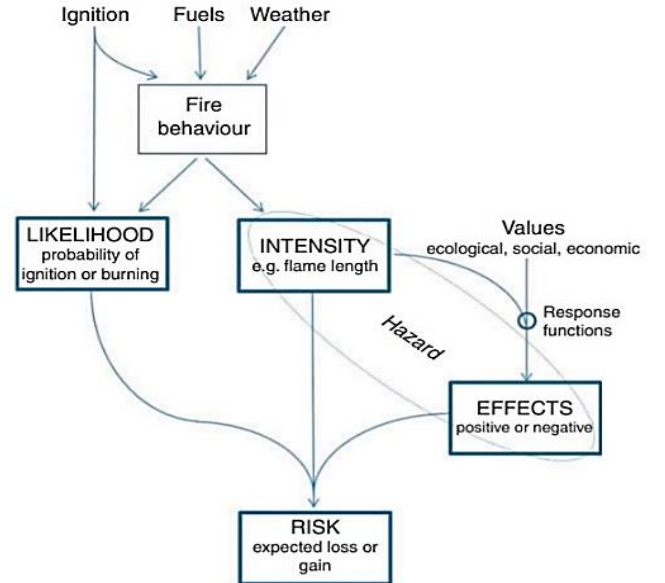 Ignition Fuels Weather
Fire
behaviour
LIKELIHOOD
probability of
ignition or burning
INTENSITY
e.g. flame length
Values
ecological, social, economic
Response
functions
Hazard
EFFECTS
positive or negative
RISK
expected loss or
gain